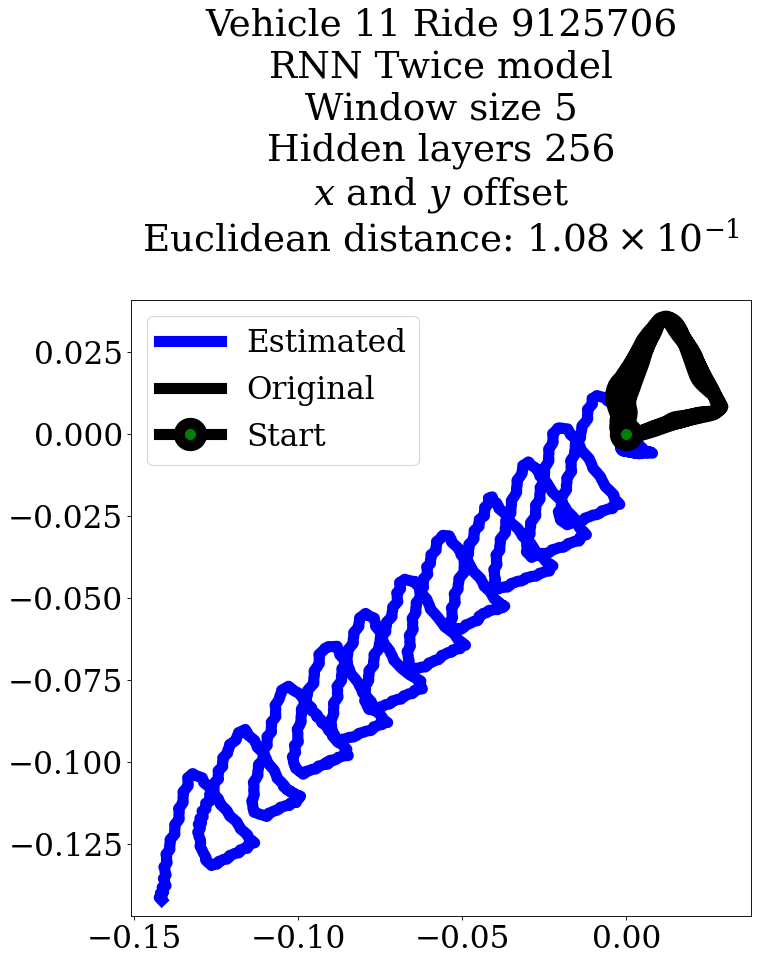 Vehicle 11 Ride 9125706
RNN Twice model
Window size 5
Hidden layers 256
x and y offset
Euclidean distance: 1.08 × 10⁻¹
Estimated
Original
Start
0.025
0.000
−0.025
−0.050
−0.075
−0.100
−0.125
−0.15 −0.10 −0.05 0.00